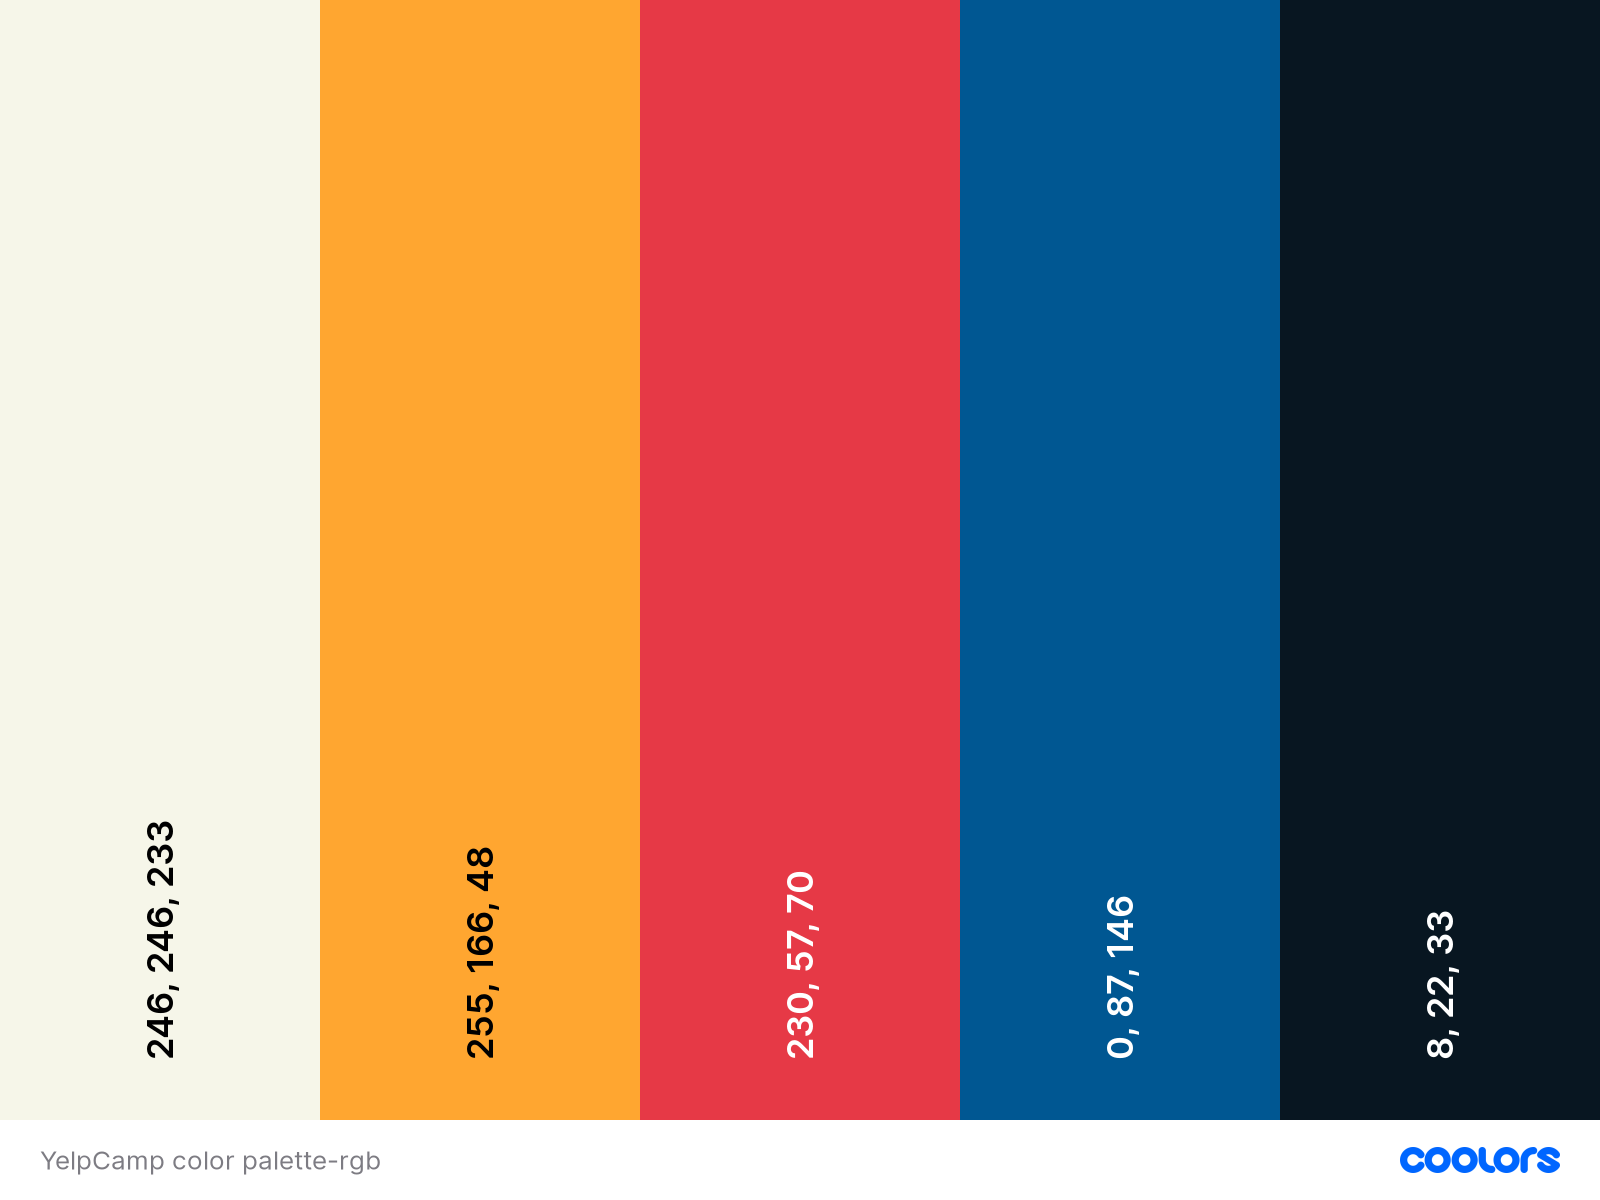 246, 246, 233
255, 166, 48
230, 57, 70
0, 87, 146
8, 22, 33
YelpCamp color palette-rgb
coolors